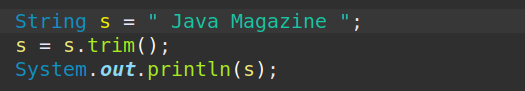 String s = " Java Magazine ";
s = s.trim();
System.out.println(s);